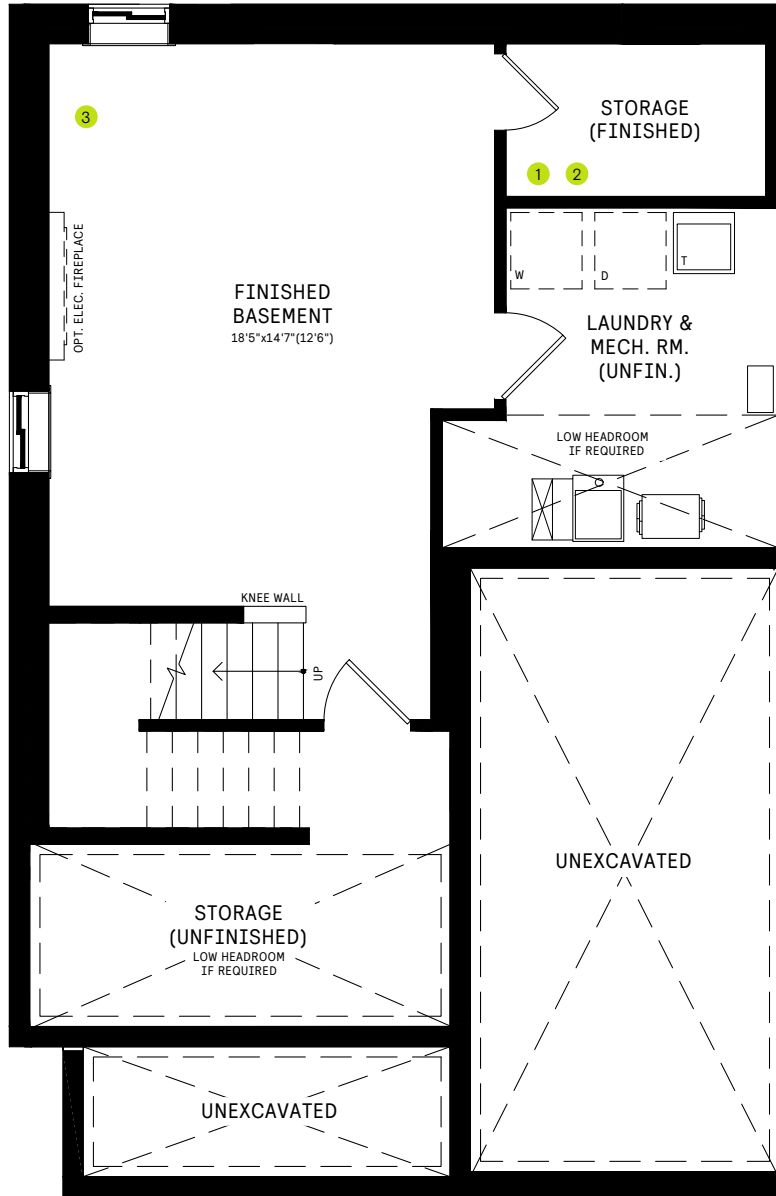 3
STORAGE
(FINISHED)
1
2
OPT. ELEC. FIREPLACE
W
D
T
FINISHED
BASEMENT
18'5"x14'7"(12'6")
LAUNDRY &
MECH. RM.
(UNFIN.)
LOW HEADROOM
IF REQUIRED
KNEE WALL
UP
UNEXCAVATED
STORAGE
(UNFINISHED)
LOW HEADROOM
IF REQUIRED
UNEXCAVATED